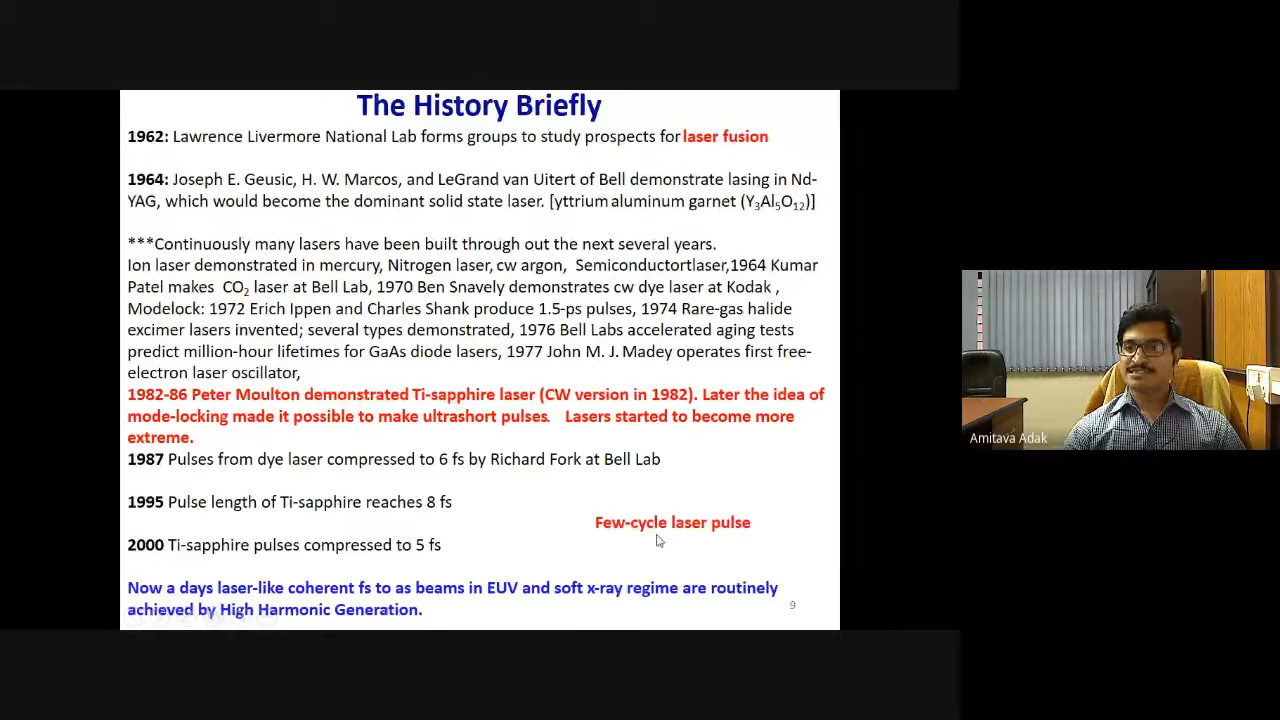 The History Briefly
1962: Lawrence Livermore National Lab forms groups to study prospects for laser fusion
1964: Joseph E. Geusic, H. W. Marcos, and LeGrand van Uitert of Bell demonstrate lasing in Nd-
YAG, which would become the dominant solid state laser. [yttrium aluminum garnet (Y3Al5O12)]
***Continuously many lasers have been built through out the next several years.
Ion laser demonstrated in mercury, Nitrogen laser, cw argon, Semiconductortlaser,1964 Kumar
Patel makes CO2 laser at Bell Lab, 1970 Ben Snavely demonstrates cw dye laser at Kodak ,
Modelock: 1972 Erich Ippen and Charles Shank produce 1.5-ps pulses, 1974 Rare-gas halide
excimer lasers invented; several types demonstrated, 1976 Bell Labs accelerated aging tests
predict million-hour lifetimes for GaAs diode lasers, 1977 John M. J. Madey operates first free-
electron laser oscillator,
1982-86 Peter Moulton demonstrated Ti-sapphire laser (CW version in 1982). Later the idea of
mode-locking made it possible to make ultrashort pulses. Lasers started to become more
extreme.
1987 Pulses from dye laser compressed to 6 fs by Richard Fork at Bell Lab
1995 Pulse length of Ti-sapphire reaches 8 fs
Few-cycle laser pulse
2000 Ti-sapphire pulses compressed to 5 fs
Now a days laser-like coherent fs to as beams in EUV and soft x-ray regime are routinely
achieved by High Harmonic Generation.
9
Amitava Adak